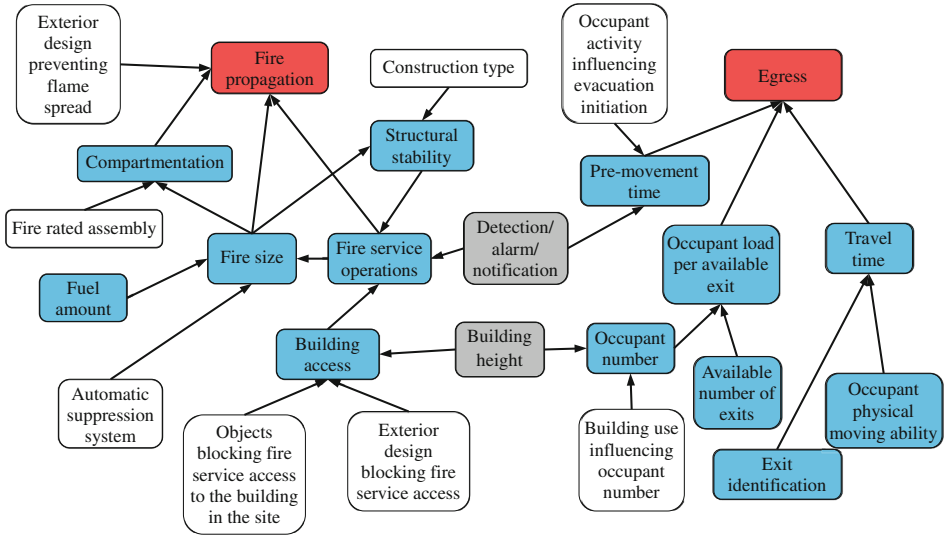 Exterior
design
preventing
flame
spread
Fire
propagation
Construction type
Occupant
activity
influencing
evacuation
initiation
Egress
Compartmentation
Structural
stability
Pre-movement
time
Fire rated assembly
Fire size
Fire service
operations
Detection/
alarm/
notification
Occupant load
per available
exit
Travel
time
Fuel
amount
Building
access
Building
height
Occupant
number
Available
number of
exits
Occupant
physical
moving ability
Automatic
suppression
system
Objects
blocking fire
service access
to the building
in the site
Exterior
design
blocking fire
service access
Building use
influencing
occupant
number
Exit
identification